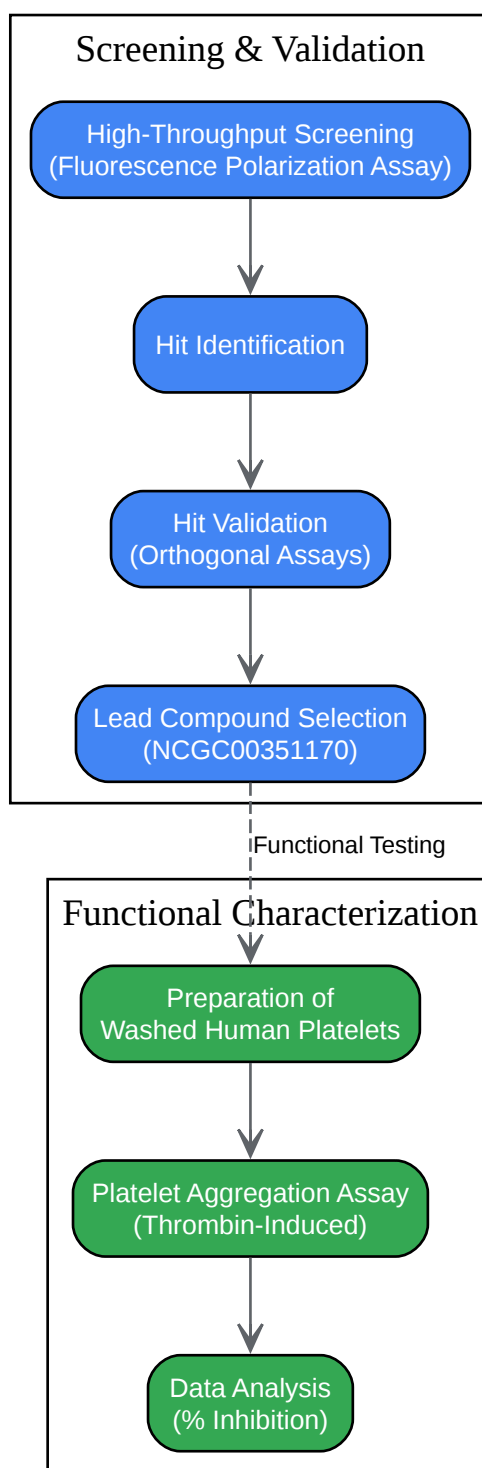 Screening & Validation
High-Throughput Screening
(Fluorescence Polarization Assay)
Hit Identification
Hit Validation
(Orthogonal Assays)
Lead Compound Selection
(NCGC00351170)
Functional Testing
Functional Characterization
Preparation of
Washed Human Platelets
Platelet Aggregation Assay
(Thrombin-Induced)
Data Analysis
(% Inhibition)